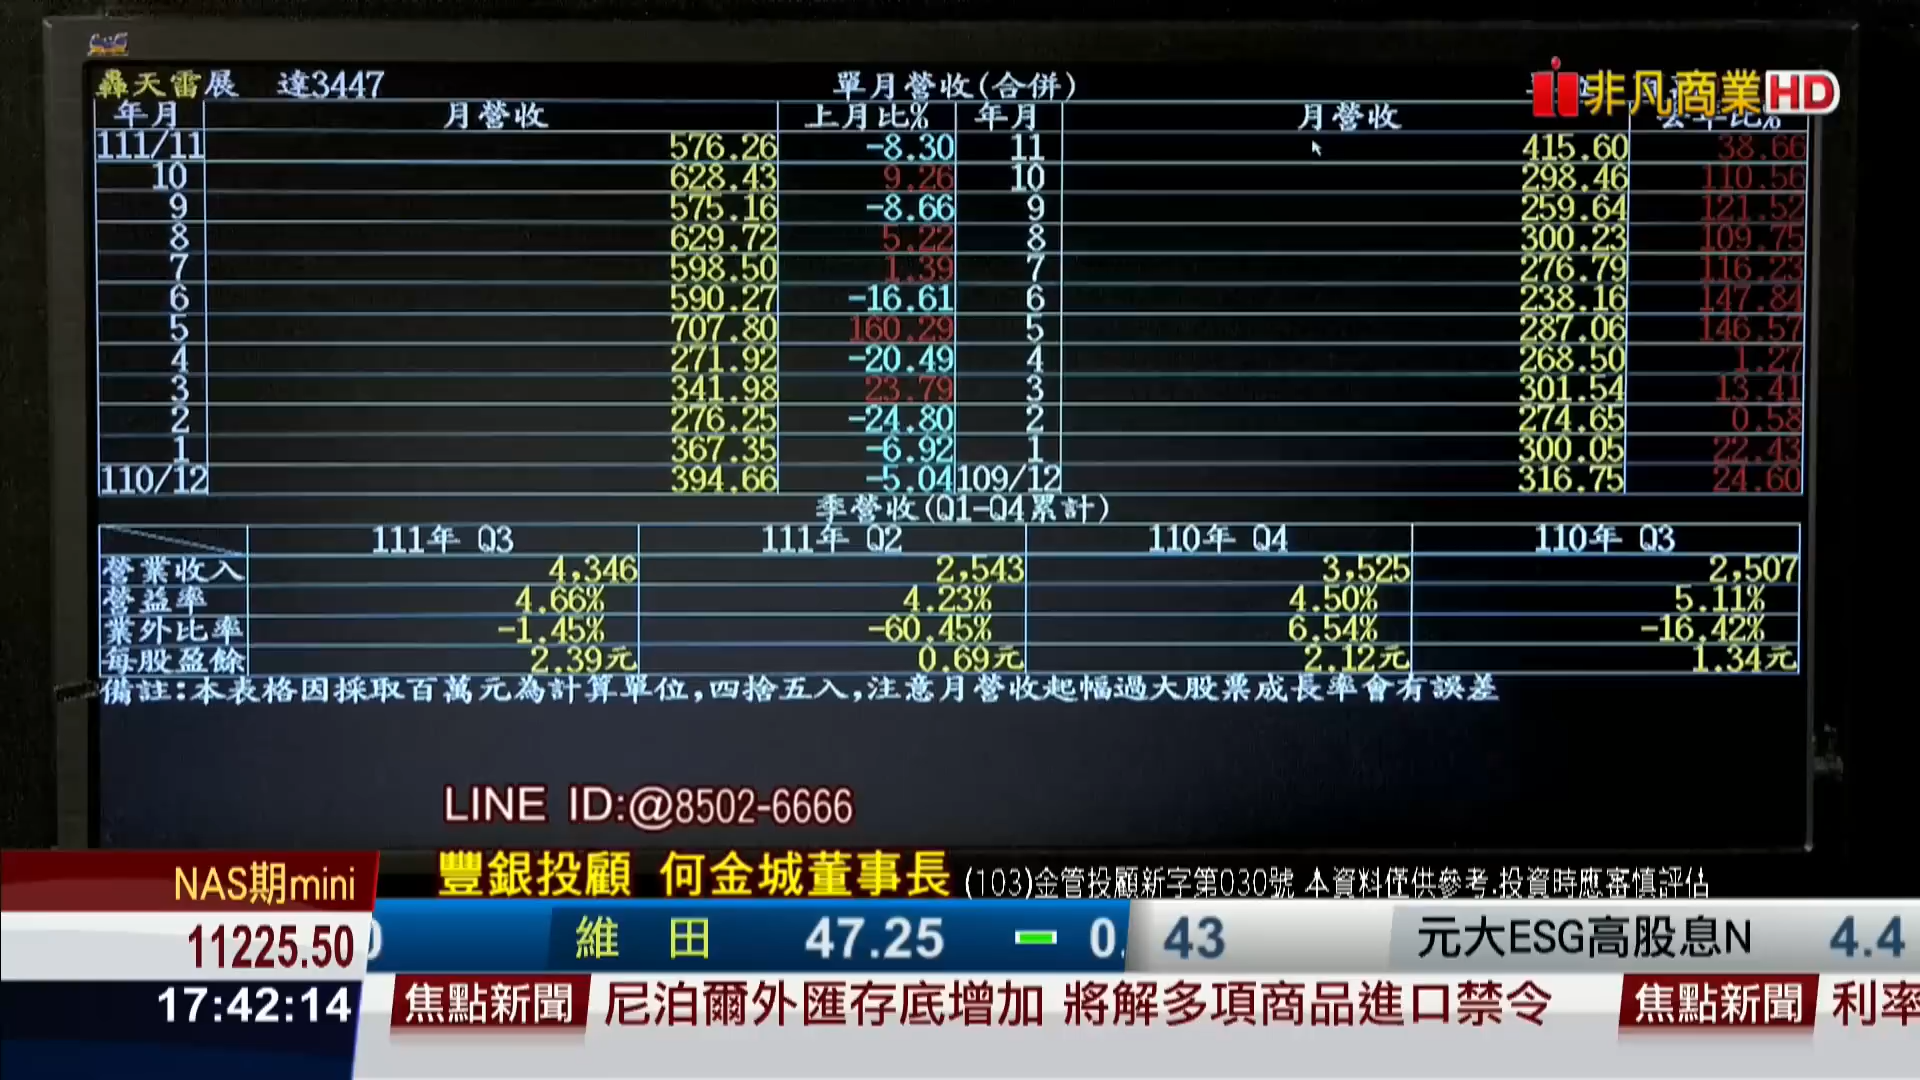 轟天雷展 達3447 單月營收(合併)
非凡商業HD
年月 月營收 上月比% 年月 月營收 去年比%
111/11 576.26 -8.30 11 415.60 38.66
10 628.43 9.26 10 298.46 110.56
9 575.16 -8.66 9 259.64 121.52
8 629.72 5.22 8 300.23 109.75
7 598.50 1.39 7 276.79 116.23
6 590.27 -16.61 6 238.16 147.84
5 707.80 160.29 5 287.06 146.57
4 271.92 -20.49 4 268.50 1.27
3 341.98 23.79 3 301.54 13.41
2 276.25 -24.80 2 274.65 0.58
1 367.35 -6.92 1 300.05 22.43
110/12 394.66 -5.04 109/12 316.75 24.60
季營收(Q1-Q4累計)
111年 Q3 111年 Q2 110年 Q4 110年 Q3
營業收入 4,346 2,543 3,525 2,507
營益率 4.66% 4.23% 4.50% 5.11%
業外比率 -1.45% -60.45% 6.54% -16.42%
每股盈餘 2.39元 0.69元 2.12元 1.34元
備註:本表格因採取百萬元為計算單位,四捨五入,注意月營收起幅過大股票成長率會有誤差
LINE ID:@8502-6666
豐銀投顧 何金城董事長 (103)金管投顧新字第030號 本資料僅供參考.投資時應審慎評估
NAS期mini
11225.50
維 田 47.25 0. 43 元大ESG高股息N 4.4
17:42:14
焦點新聞 尼泊爾外匯存底增加 將解多項商品進口禁令 焦點新聞 利率